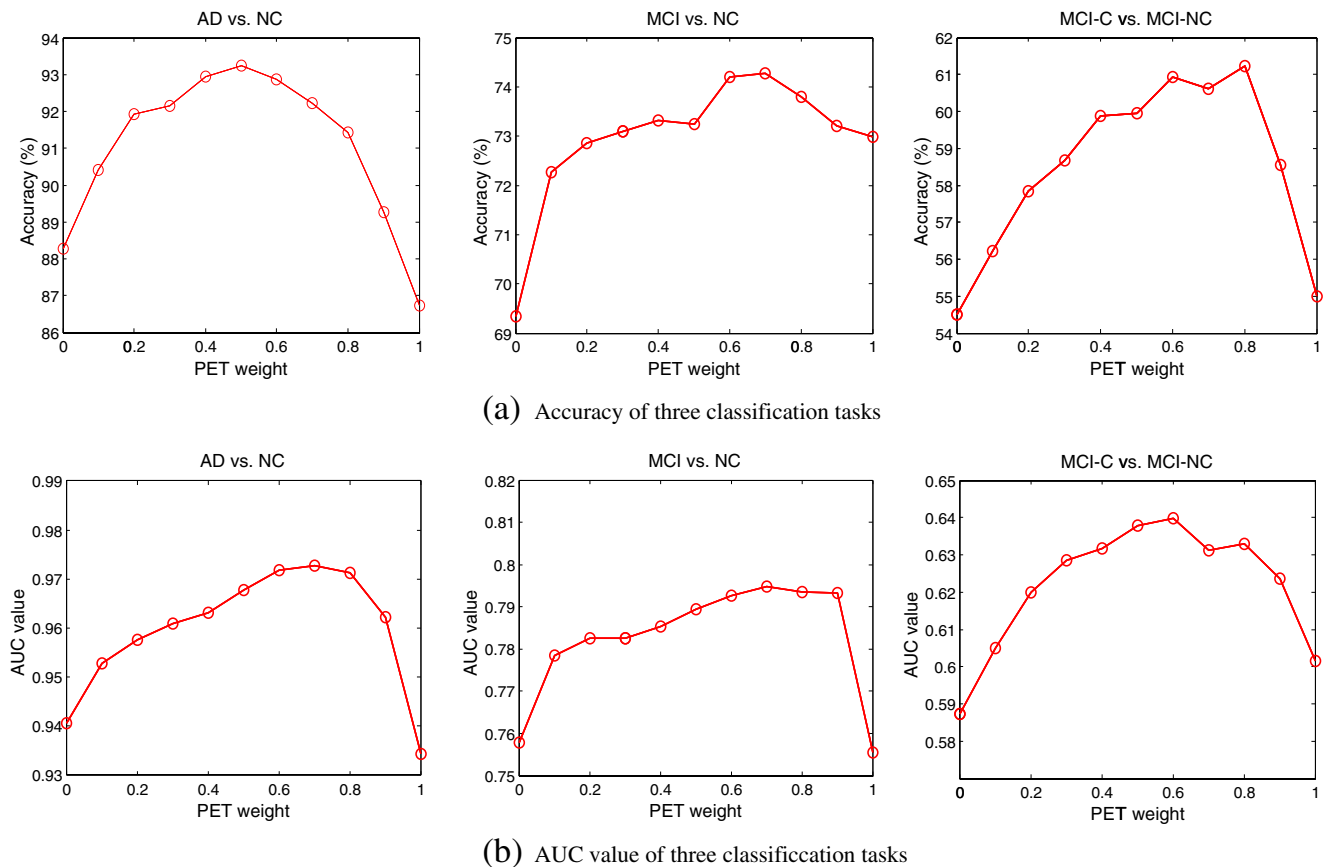 AD vs. NC
94
93
92
91
90
89
88
87
86
Accuracy (%)
0 0.2 0.4 0.6 0.8 1
PET weight
MCI vs. NC
75
74
73
72
71
70
69
Accuracy (%)
0 0.2 0.4 0.6 0.8 1
PET weight
MCI-C vs. MCI-NC
62
61
60
59
58
57
56
55
54
Accuracy (%)
0 0.2 0.4 0.6 0.8 1
PET weight
(a) Accuracy of three classification tasks
AD vs. NC
0.99
0.98
0.97
0.96
0.95
0.94
0.93
AUC value
0 0.2 0.4 0.6 0.8 1
PET weight
MCI vs. NC
0.82
0.81
0.8
0.79
0.78
0.77
0.76
0.75
AUC value
0 0.2 0.4 0.6 0.8 1
PET weight
MCI-C vs. MCI-NC
0.65
0.64
0.63
0.62
0.61
0.6
0.59
0.58
AUC value
0 0.2 0.4 0.6 0.8 1
PET weight
(b) AUC value of three classificcation tasks